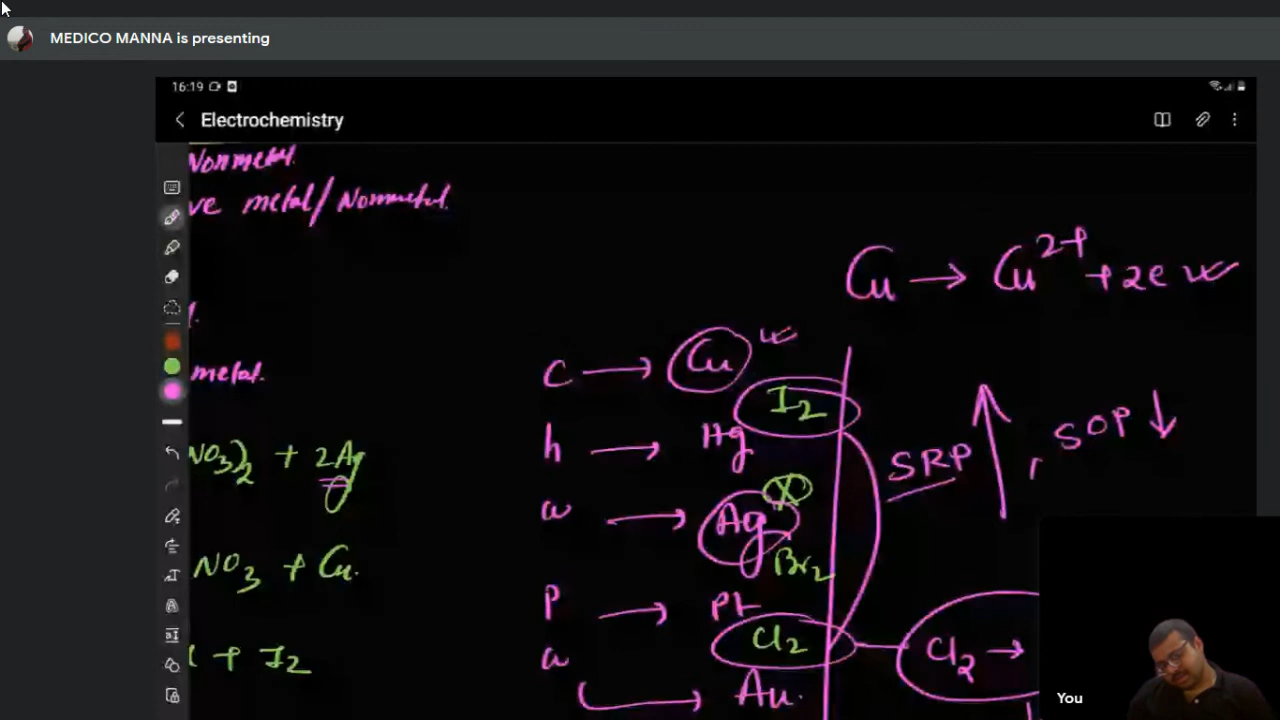 MEDICO MANNA is presenting
16:19
Electrochemistry
Nonmetal.
ve metal/Nonmetal.
Cu → Cu²⁺ + 2e
l.
C → Cu
metal.
I₂
h → Hg
SRP ↑, SOP ↓
NO₃)₂ + 2Ag
w → Ag
Br₂
NO₃ + Cu.
P → Pt
Cl₂
Cl₂ →
+ I₂
a → Au.
You